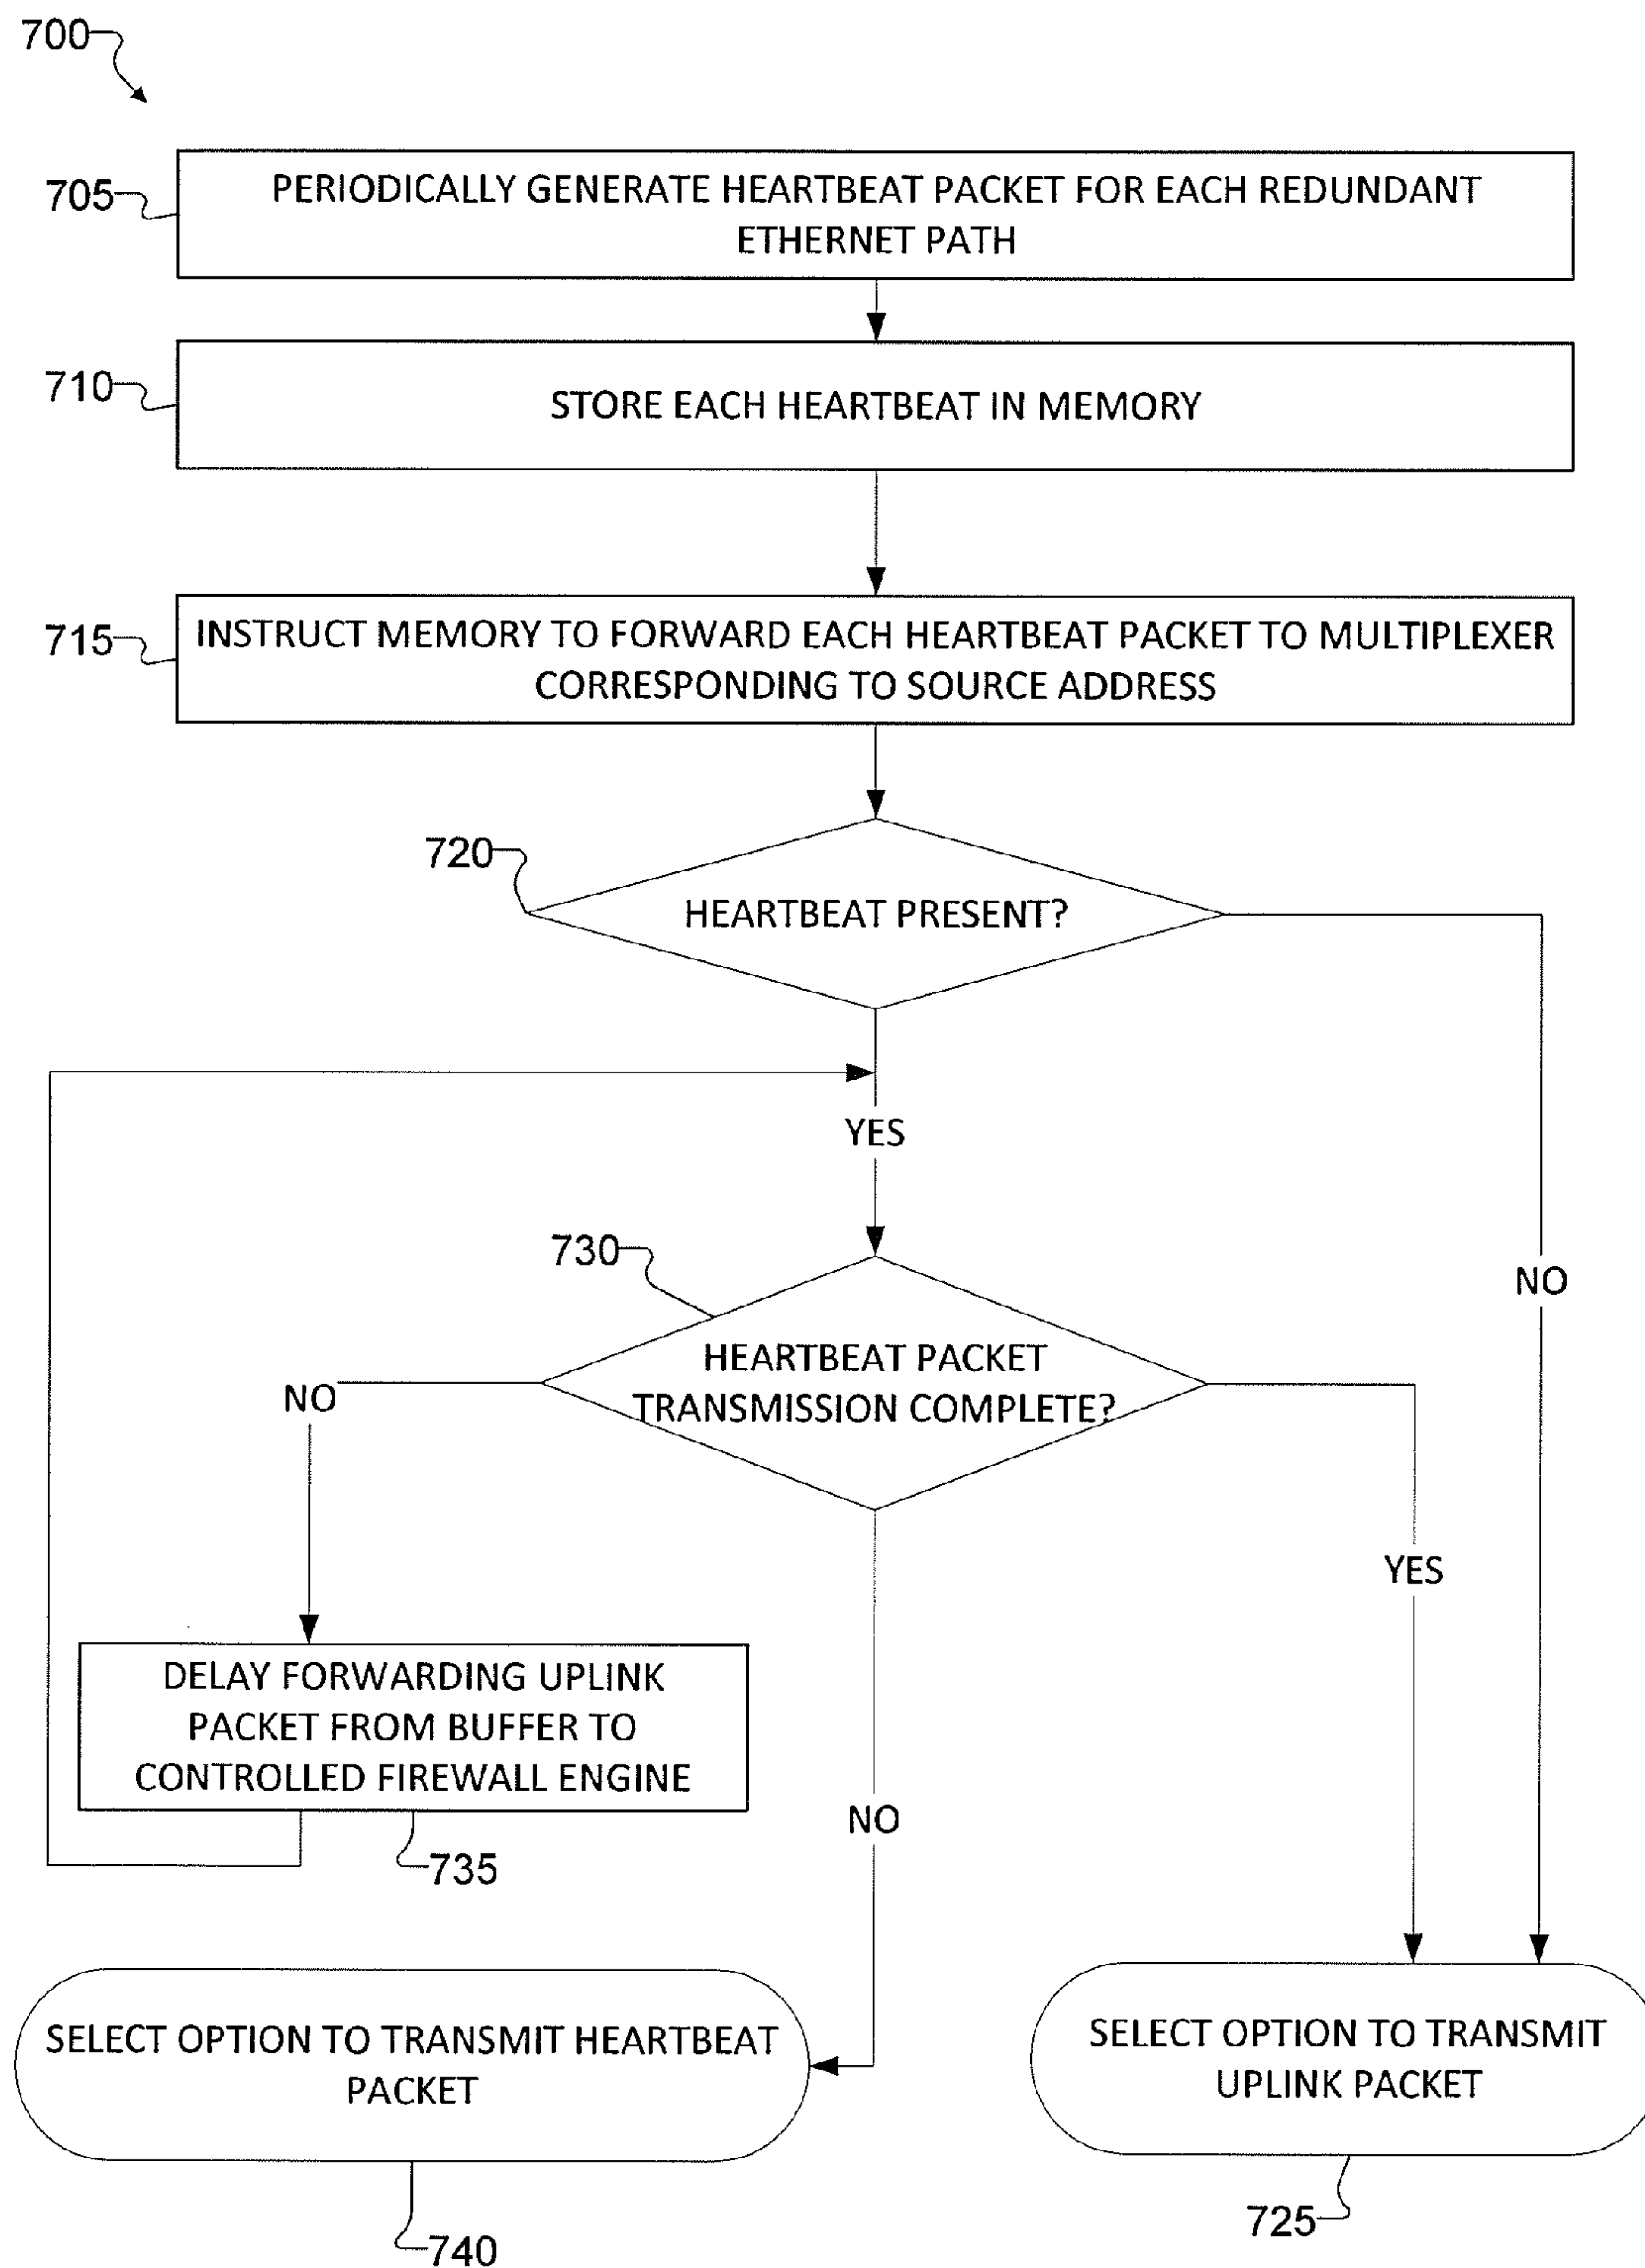 700
705
PERIODICALLY GENERATE HEARTBEAT PACKET FOR EACH REDUNDANT
ETHERNET PATH
710
STORE EACH HEARTBEAT IN MEMORY
715
INSTRUCT MEMORY TO FORWARD EACH HEARTBEAT PACKET TO MULTIPLEXER
CORRESPONDING TO SOURCE ADDRESS
720
HEARTBEAT PRESENT?
YES
730
NO
HEARTBEAT PACKET
TRANSMISSION COMPLETE?
NO
YES
DELAY FORWARDING UPLINK
PACKET FROM BUFFER TO
CONTROLLED FIREWALL ENGINE
NO
735
SELECT OPTION TO TRANSMIT HEARTBEAT
PACKET
SELECT OPTION TO TRANSMIT
UPLINK PACKET
740
725